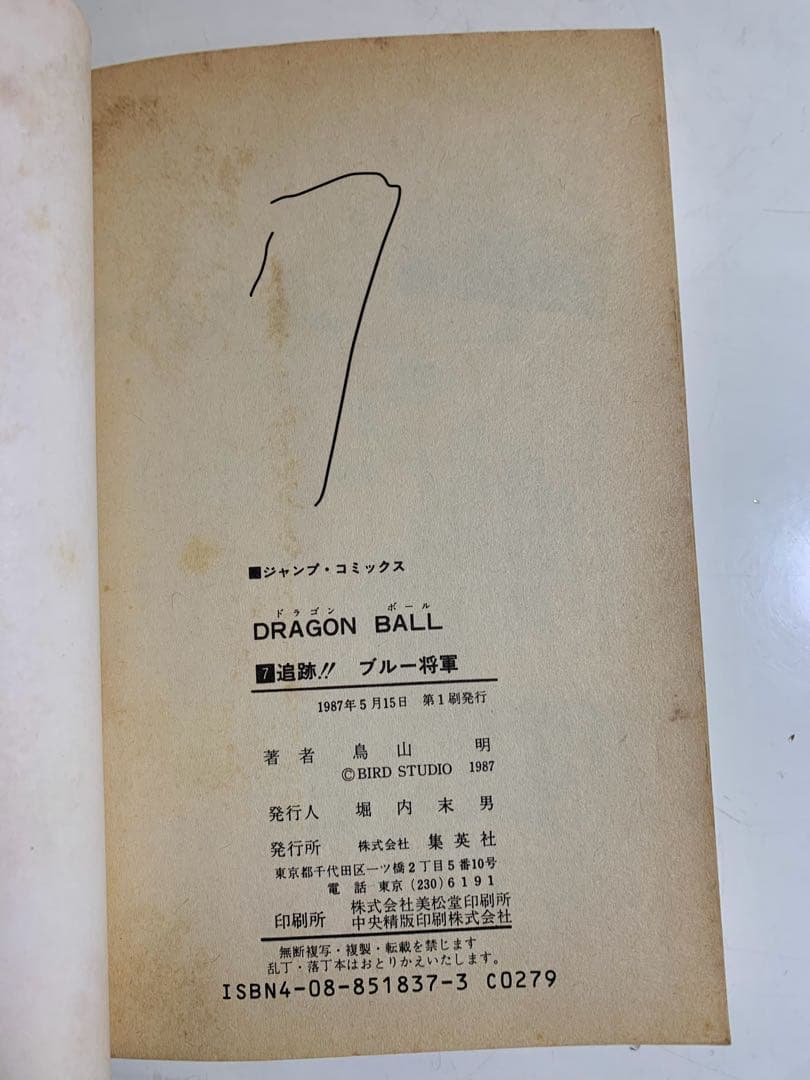 7
■ジャンプ・コミックス
ドラゴン ボール
DRAGON BALL
7追跡!! ブルー将軍
1987年5月15日 第1刷発行
著者 鳥山 明
©BIRD STUDIO 1987
発行人 堀内末男
発行所 株式会社 集英社
東京都千代田区一ツ橋2丁目5番10号
電話 東京(230)6191
印刷所 株式会社美松堂印刷所
中央精版印刷株式会社
無断複写・複製・転載を禁じます
乱丁・落丁本はおとりかえいたします。
ISBN4-08-851837-3 C0279